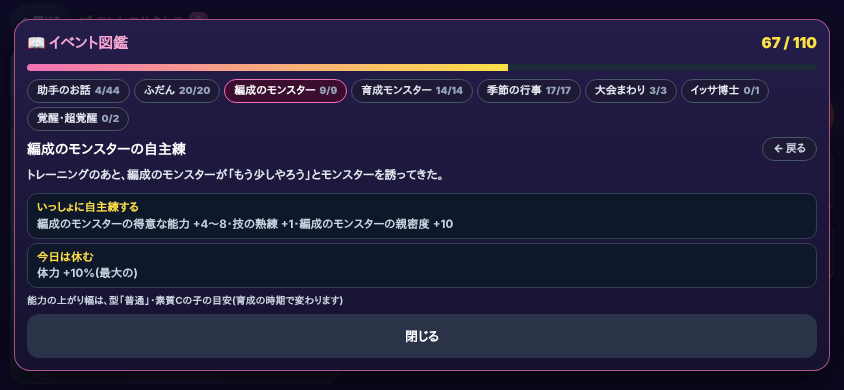 📖 イベント図鑑
67 / 110
助手のお話 4/44
ふだん 20/20
編成のモンスター 9/9
育成モンスター 14/14
季節の行事 17/17
大会まわり 3/3
イッサ博士 0/1
覚醒・超覚醒 0/2
編成のモンスターの自主練
← 戻る
トレーニングのあと、編成のモンスターが「もう少しやろう」とモンスターを誘ってきた。
いっしょに自主練する
編成のモンスターの得意な能力 +4〜8・技の熟練 +1・編成のモンスターの親密度 +10
今日は休む
体力 +10%(最大の)
能力の上がり幅は、型「普通」・素質Cの子の目安(育成の時期で変わります)
閉じる